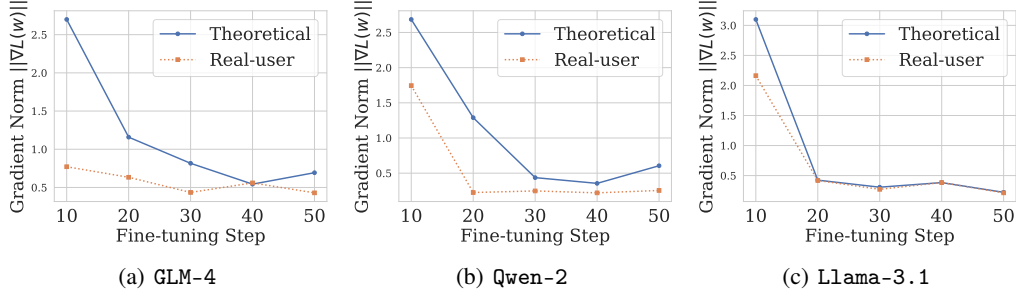 Gradient Norm ||∇L(w)||
2.5
2.0
1.5
1.0
0.5
10 20 30 40 50
Fine-tuning Step
Theoretical
Real-user
(a) GLM-4
Gradient Norm ||∇L(w)||
2.5
2.0
1.5
1.0
0.5
10 20 30 40 50
Fine-tuning Step
Theoretical
Real-user
(b) Qwen-2
Gradient Norm ||∇L(w)||
3.0
2.5
2.0
1.5
1.0
0.5
10 20 30 40 50
Fine-tuning Step
Theoretical
Real-user
(c) Llama-3.1